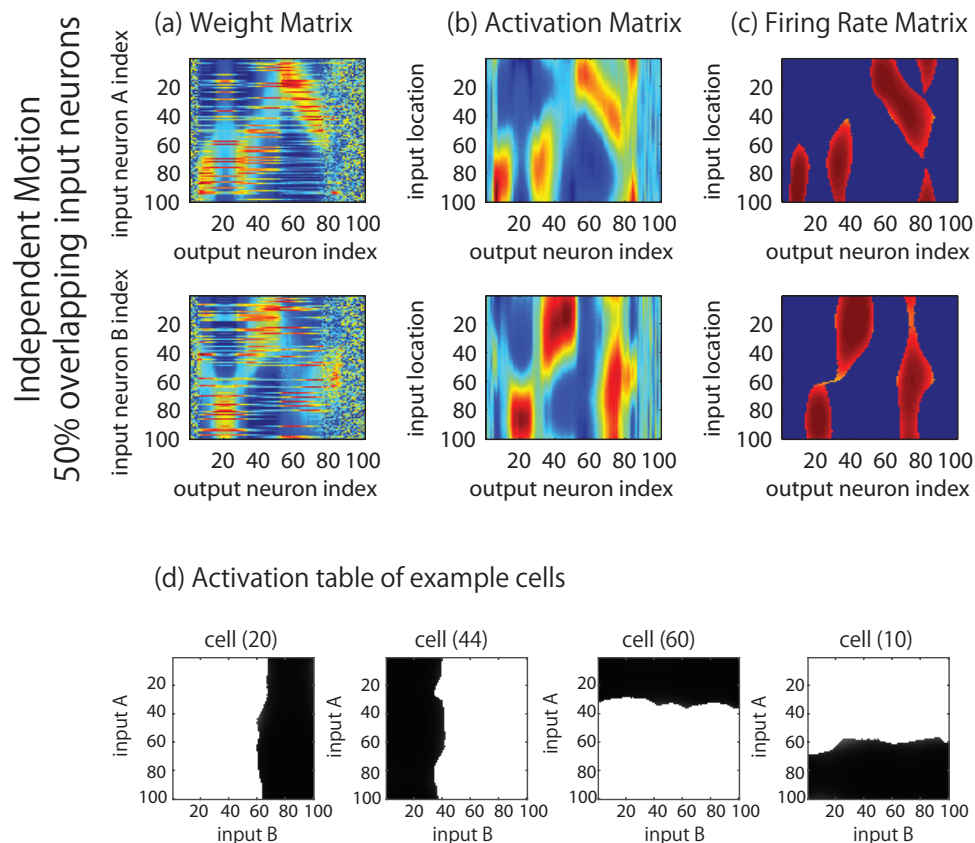 Independent Motion
50% overlapping input neurons
(a) Weight Matrix
(b) Activation Matrix
(c) Firing Rate Matrix
input neuron A index
20
40
60
80
100
20 40 60 80 100
output neuron index
input location
20
40
60
80
100
20 40 60 80 100
output neuron index
input location
20
40
60
80
100
20 40 60 80 100
output neuron index
input neuron B index
20
40
60
80
100
20 40 60 80 100
output neuron index
input location
20
40
60
80
100
20 40 60 80 100
output neuron index
input location
20
40
60
80
100
20 40 60 80 100
output neuron index
(d) Activation table of example cells
cell (20)
input A
20
40
60
80
100
20 40 60 80 100
input B
cell (44)
input A
20
40
60
80
100
20 40 60 80 100
input B
cell (60)
input A
20
40
60
80
100
20 40 60 80 100
input B
cell (10)
input A
20
40
60
80
100
20 40 60 80 100
input B